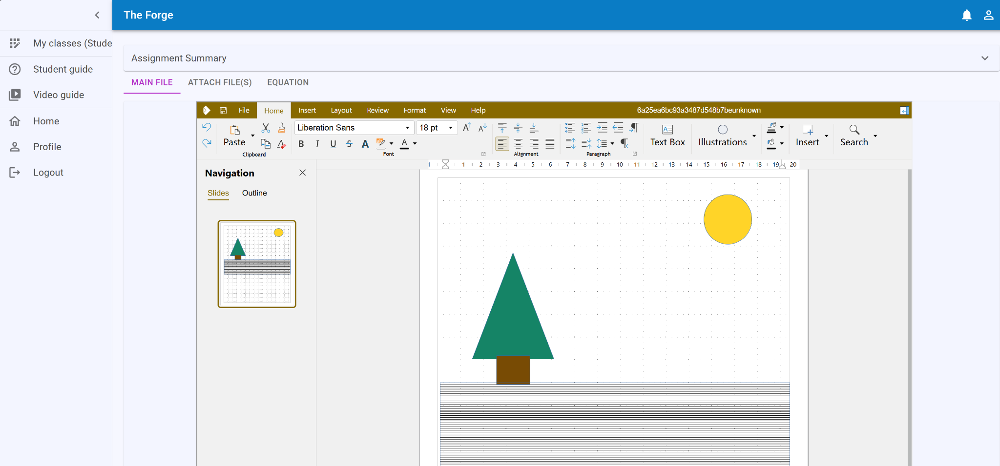 The Forge
My classes (Stude
Student guide
Video guide
Home
Profile
Logout
Assignment Summary
MAIN FILE ATTACH FILE(S) EQUATION
File Home Insert Layout Review Format View Help 6a25ea6bc93a3487d548b7beunknown
Paste
Clipboard
Liberation Sans 18 pt
Font
Alignment
Paragraph
Text Box
Illustrations
Insert
Search
Navigation
Slides Outline
1 1 2 3 4 5 6 7 8 9 10 11 12 13 14 15 16 17 18 19 20